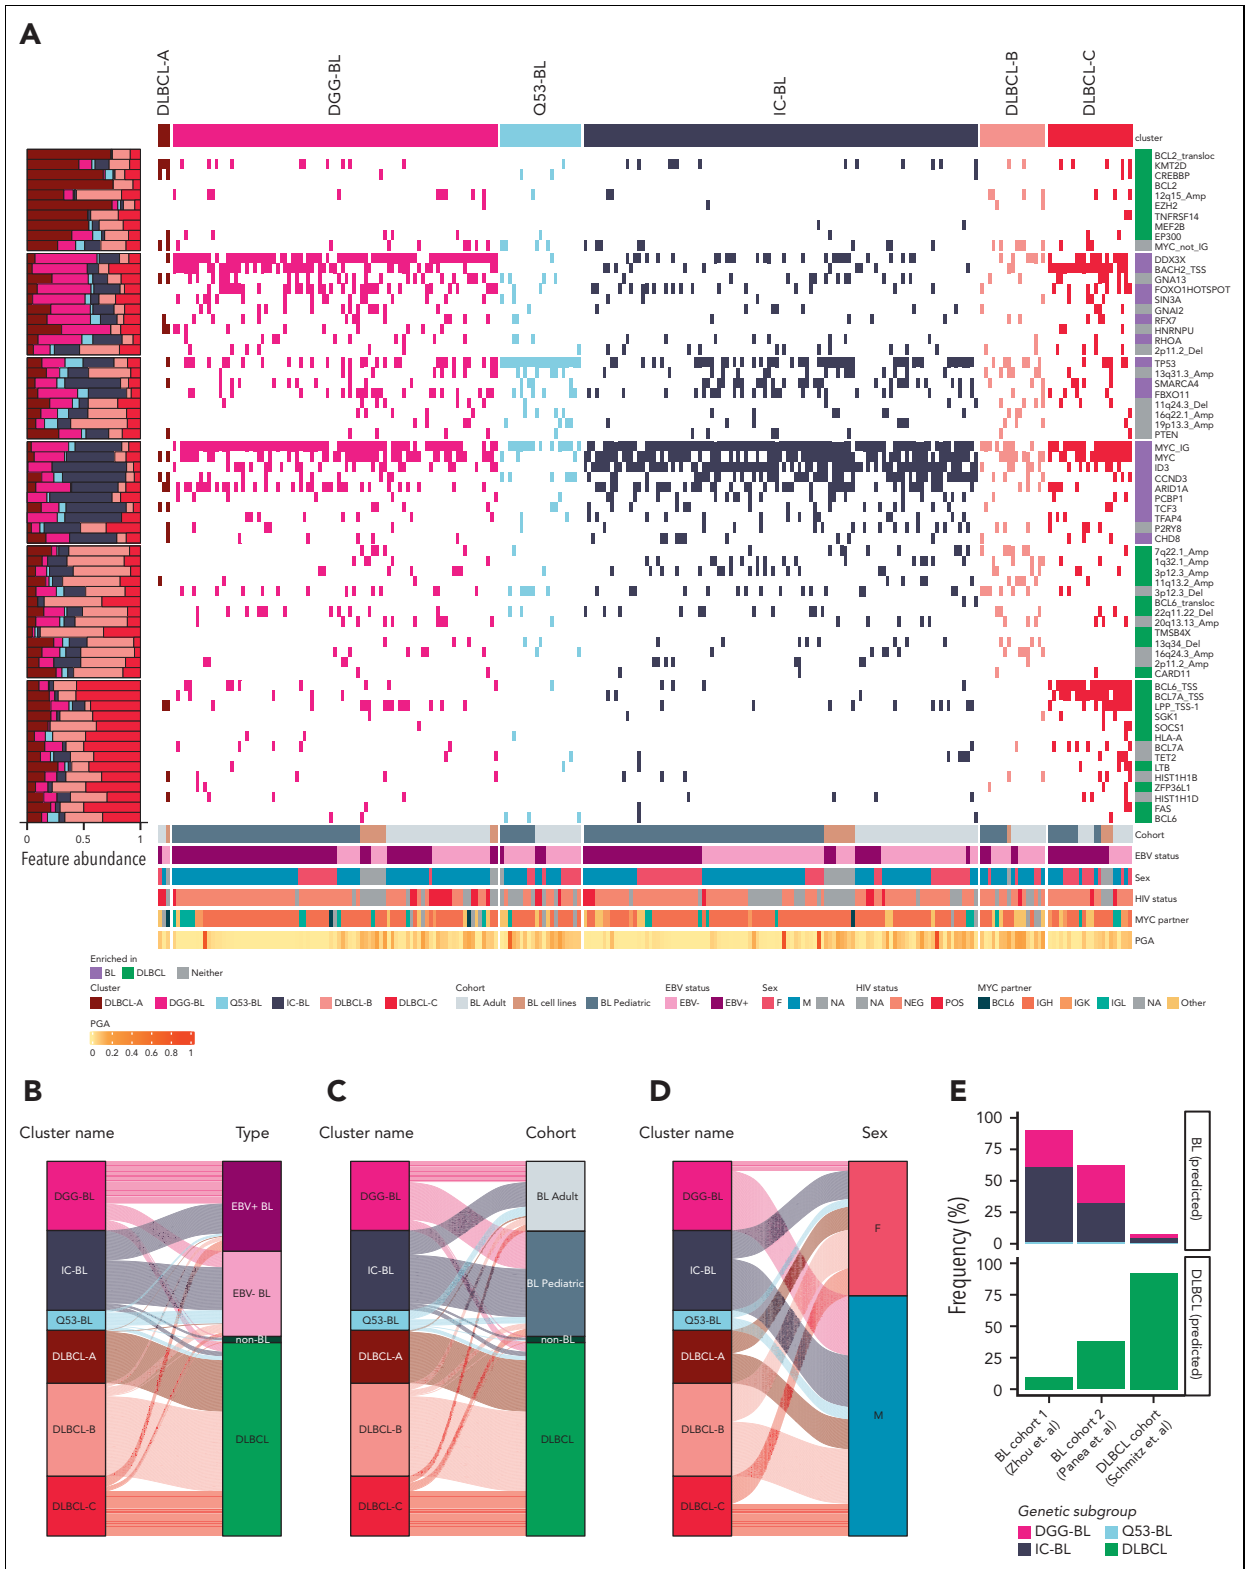 A
DLBCL-A
DGG-BL
Q53-BL
IC-BL
DLBCL-B
DLBCL-C
cluster
BCL2_transloc
KMT2D
CREBBP
BCL2
12q15_Amp
EZH2
TNFRSF14
MEF2B
EP300
MYC_not_IG
DDX3X
BACH2_TSS
GNA13
FOXO1HOTSPOT
SIN3A
GNAI2
RFX7
HNRNPU
RHOA
2p11.2_Del
TP53
13q31.3_Amp
SMARCA4
FBXO11
11q24.3_Del
16q22.1_Amp
19p13.3_Amp
PTEN
MYC_IG
MYC
ID3
CCND3
ARID1A
PCBP1
TCF3
TFAP4
P2RY8
CHD8
7q22.1_Amp
1q32.1_Amp
3p12.3_Amp
11q13.2_Amp
3p12.3_Del
BCL6_transloc
22q11.22_Del
20q13.13_Amp
TMSB4X
13q34_Del
16q24.3_Amp
2p11.2_Amp
CARD11
BCL6_TSS
BCL7A_TSS
LPP_TSS-1
SGK1
SOCS1
HLA-A
BCL7A
TET2
LTB
HIST1H1B
ZFP36L1
HIST1H1D
FAS
BCL6
Cohort
EBV status
Sex
HIV status
MYC partner
PGA
0 0.5 1
Feature abundance
Enriched in
BL DLBCL Neither
Cluster
DLBCL-A DGG-BL Q53-BL IC-BL DLBCL-B DLBCL-C
Cohort
BL Adult BL cell lines BL Pediatric
EBV status
EBV- EBV+
Sex
F M NA
HIV status
NA NEG POS
MYC partner
BCL6 IGH IGK IGL NA Other
PGA
0 0.2 0.4 0.6 0.8 1
B
Cluster name Type
DGG-BL
IC-BL
Q53-BL
DLBCL-A
DLBCL-B
DLBCL-C
EBV+ BL
EBV- BL
non-BL
DLBCL
C
Cluster name Cohort
DGG-BL
IC-BL
Q53-BL
DLBCL-A
DLBCL-B
DLBCL-C
BL Adult
BL Pediatric
non-BL
DLBCL
D
Cluster name Sex
DGG-BL
IC-BL
Q53-BL
DLBCL-A
DLBCL-B
DLBCL-C
F
M
E
Frequency (%)
100
75
50
25
0
BL (predicted)
100
75
50
25
0
DLBCL (predicted)
BL cohort 1
(Zhou et. al)
BL cohort 2
(Panea et. al)
DLBCL cohort
(Schmitz et. al)
Genetic subgroup
DGG-BL Q53-BL
IC-BL DLBCL